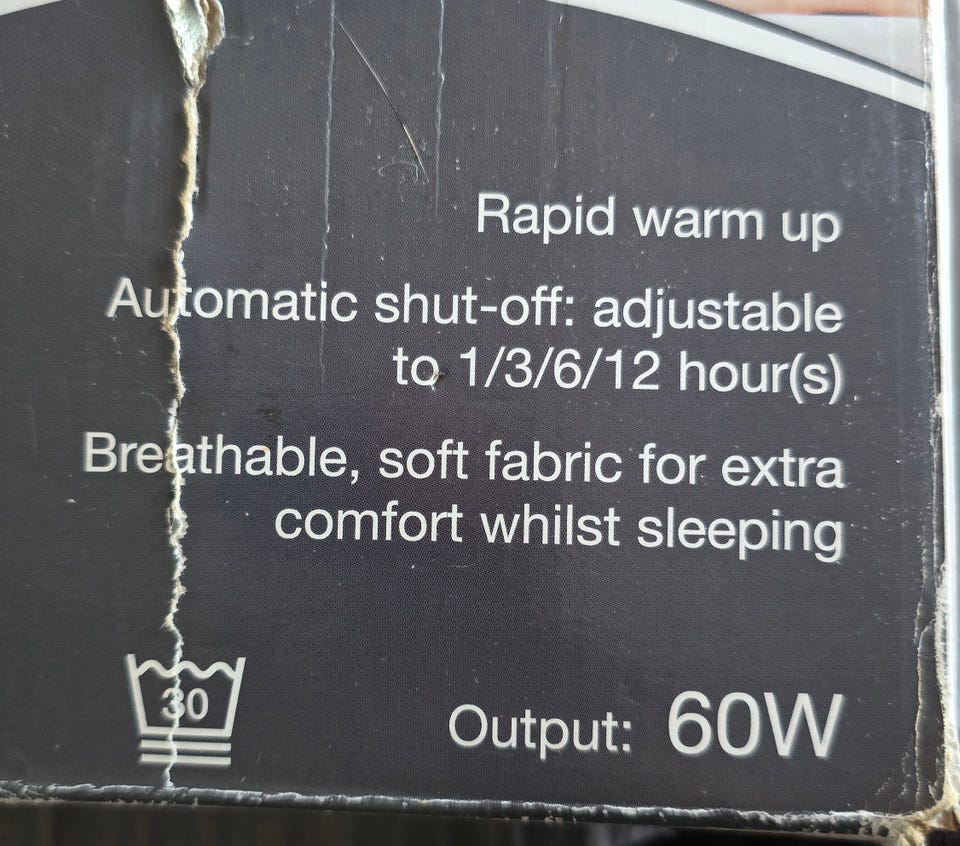 Rapid warm up
Automatic shut-off: adjustable
to 1/3/6/12 hour(s)
Breathable, soft fabric for extra
comfort whilst sleeping
30
Output: 60W